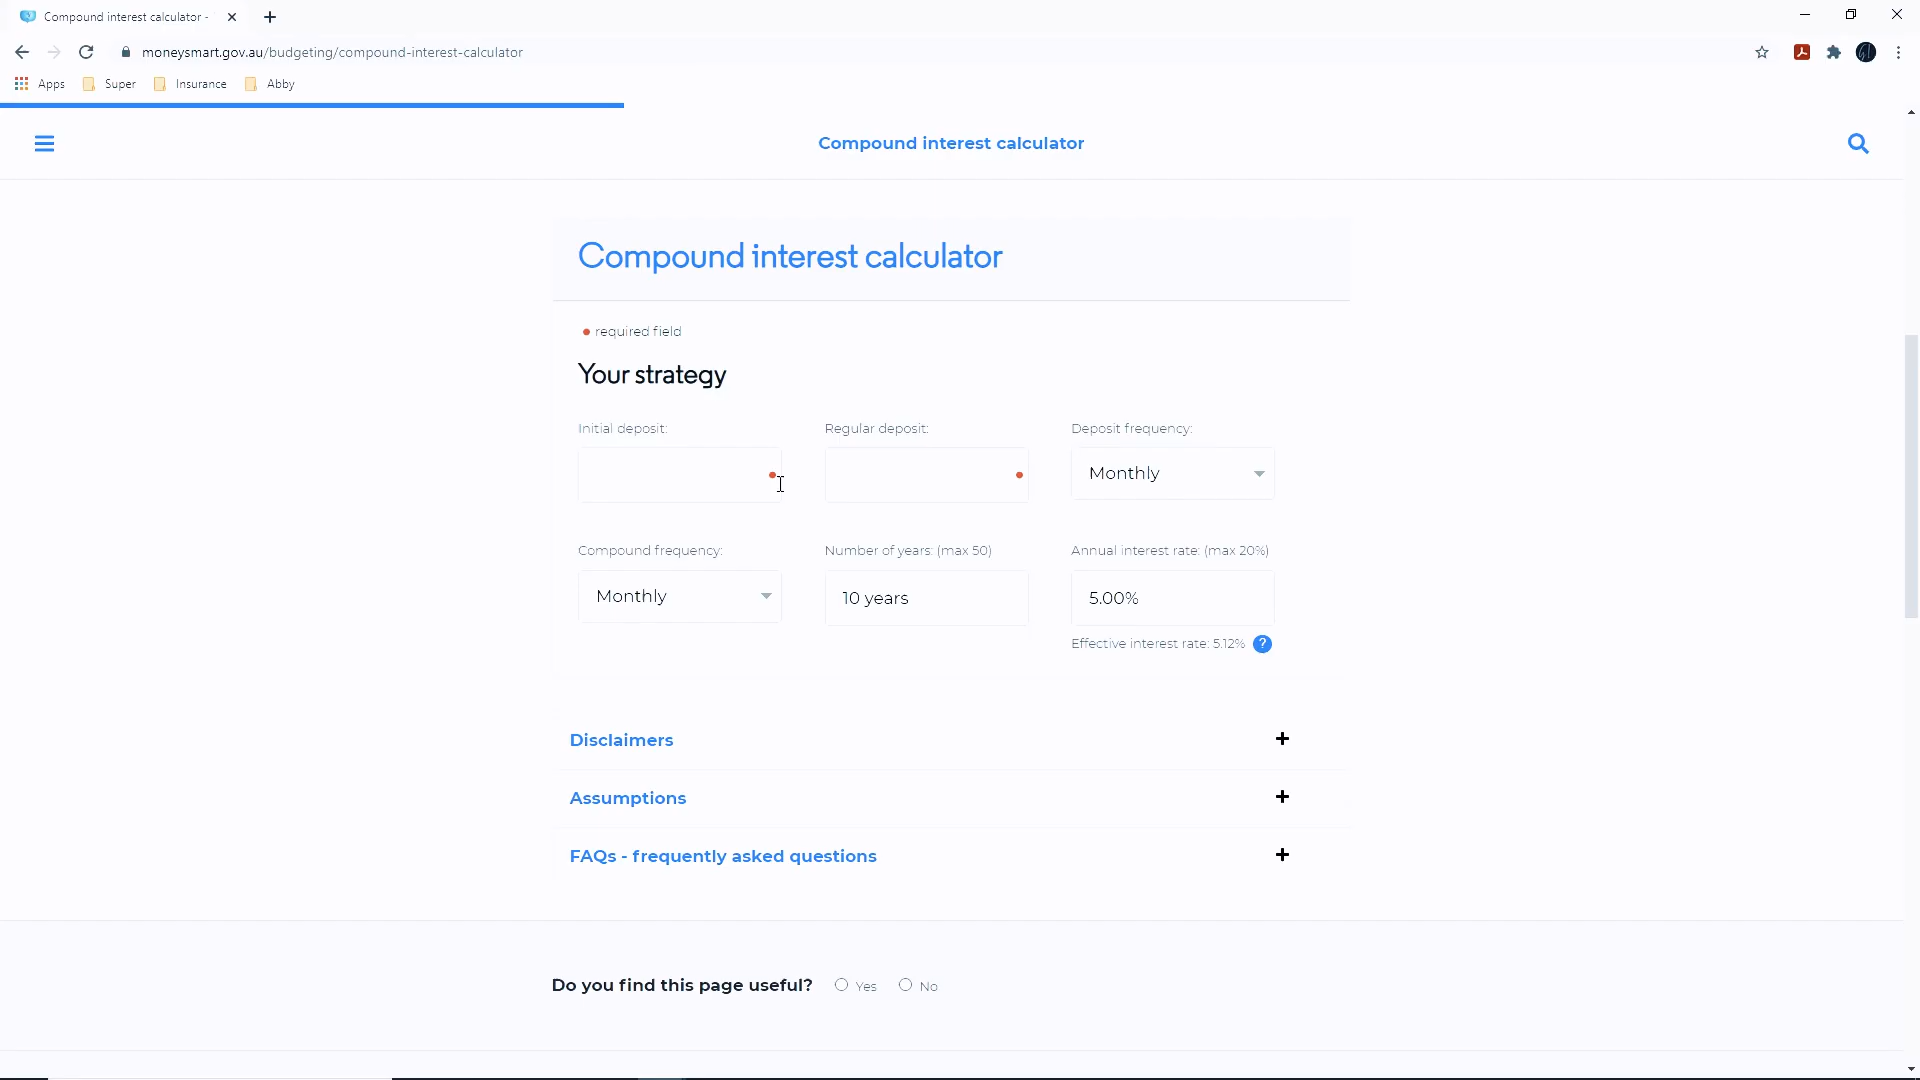 Compound interest calculator -
moneysmart.gov.au/budgeting/compound-interest-calculator
Apps Super Insurance Abby
Compound interest calculator
Compound interest calculator
required field
Your strategy
Initial deposit: Regular deposit: Deposit frequency:
Monthly
Compound frequency: Number of years: (max 50) Annual interest rate: (max 20%)
Monthly 10 years 5.00%
Effective interest rate: 5.12% ?
Disclaimers +
Assumptions +
FAQs - frequently asked questions +
Do you find this page useful? Yes No